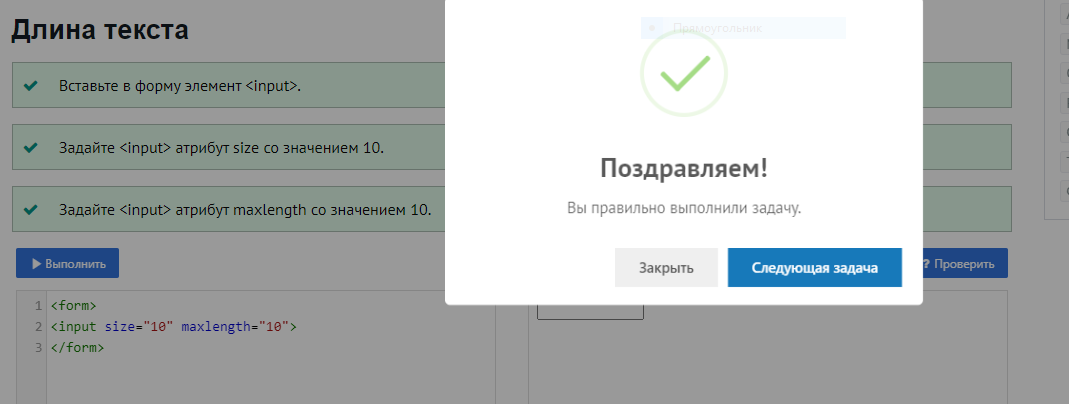 Длина текста
Прямоугольник
Вставьте в форму элемент <input>.
Задайте <input> атрибут size со значением 10.
Задайте <input> атрибут maxlength со значением 10.
Поздравляем!
Вы правильно выполнили задачу.
Закрыть
Следующая задача
Выполнить
? Проверить
1 <form>
2 <input size="10" maxlength="10">
3 </form>